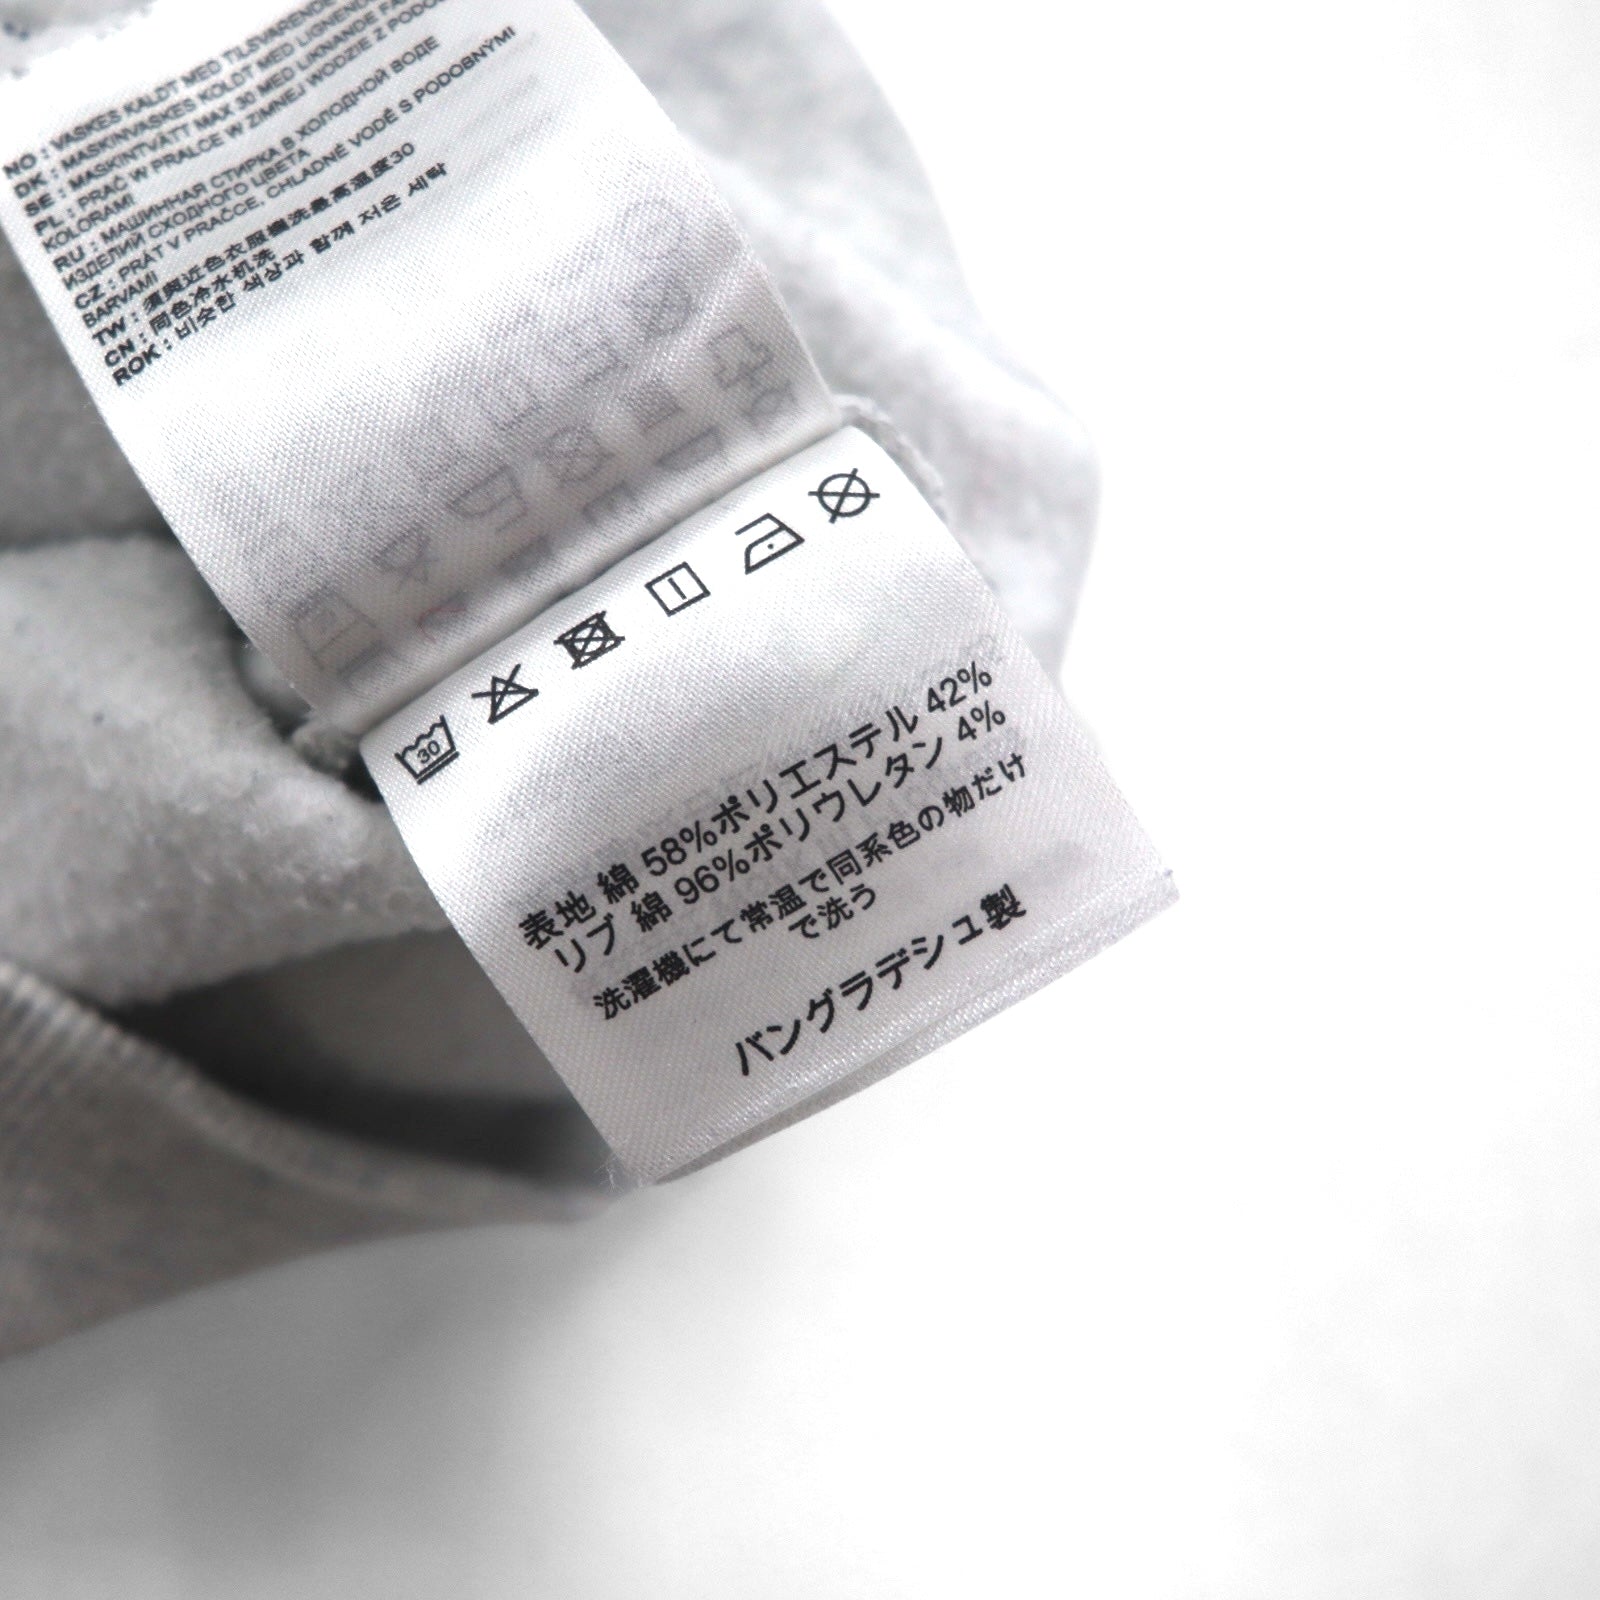 NO : VASKES KALDT MED TILSVARENDE
DK : MASKINVASKES KOLDT MED LIGNENDE
SE : MASKINTVÄTT MAX 30 MED LIKNANDE
PL : PRAĆ W PRALCE W ZIMNEJ WODZIE Z
KOLORAMI
RU : МАШИННАЯ СТИРКА В ХОЛОДНОЙ ВОДЕ
ИЗДЕЛИЙ СХОДНОГО ЦВЕТА
CZ : PRÁT V PRAČCE, CHLADNÉ VODĚ S PODOBNÝMI
BARVAMI
TW : 須與近色衣服機洗最高溫度30
CN : 同色冷水机洗
ROK : 비슷한 색상과 함께 저온 세탁
30
表地 綿 58%ポリエステル 42%
リブ 綿 96%ポリウレタン 4%
洗濯機にて常温で同系色の物だけ
で洗う
バングラデシュ製